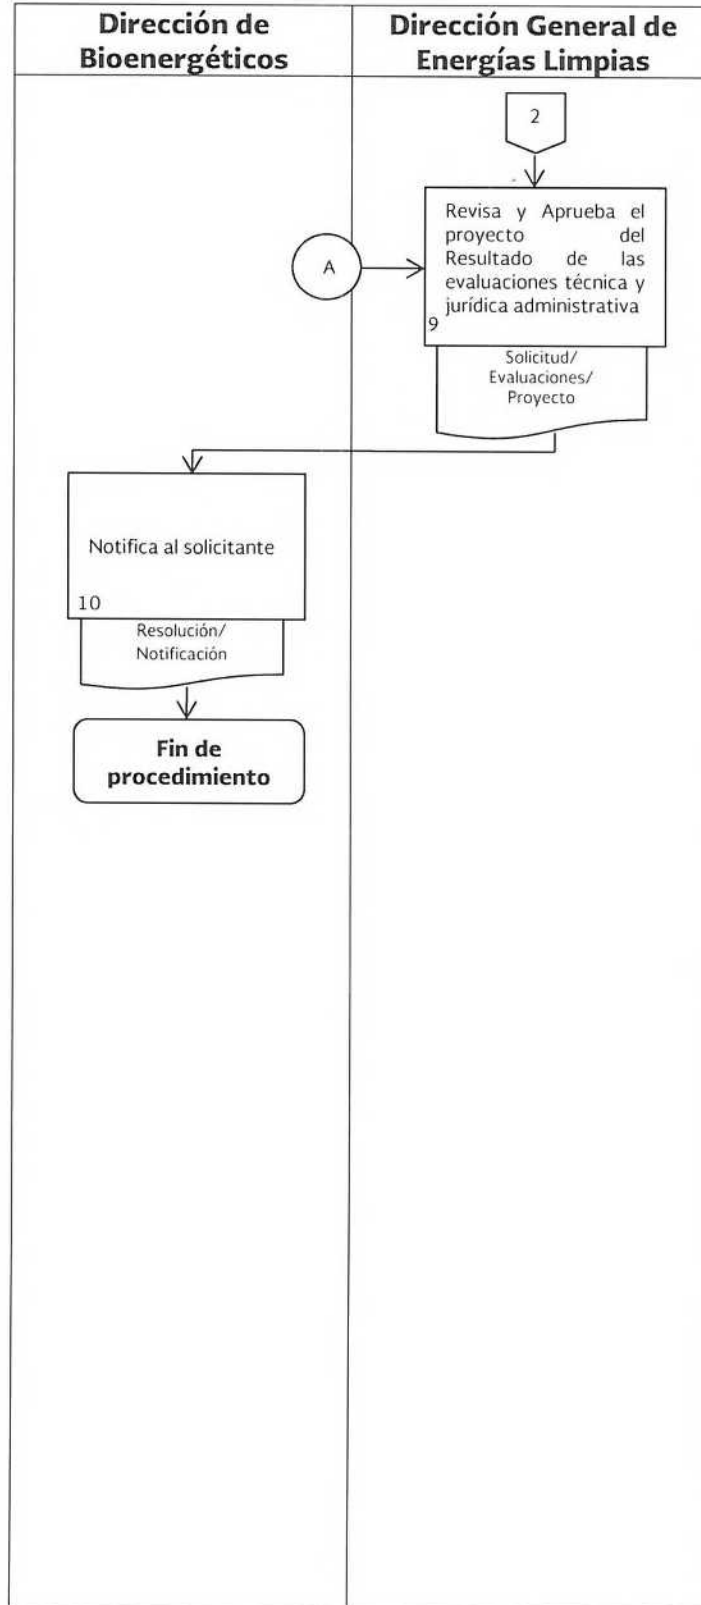 Dirección de
Bioenergéticos
Dirección General de
Energías Limpias
2
Revisa y Aprueba el
proyecto del
Resultado de las
evaluaciones técnica y
jurídica administrativa
9
A
Solicitud/
Evaluaciones/
Proyecto
Notifica al solicitante
10
Resolución/
Notificación
Fin de
procedimiento